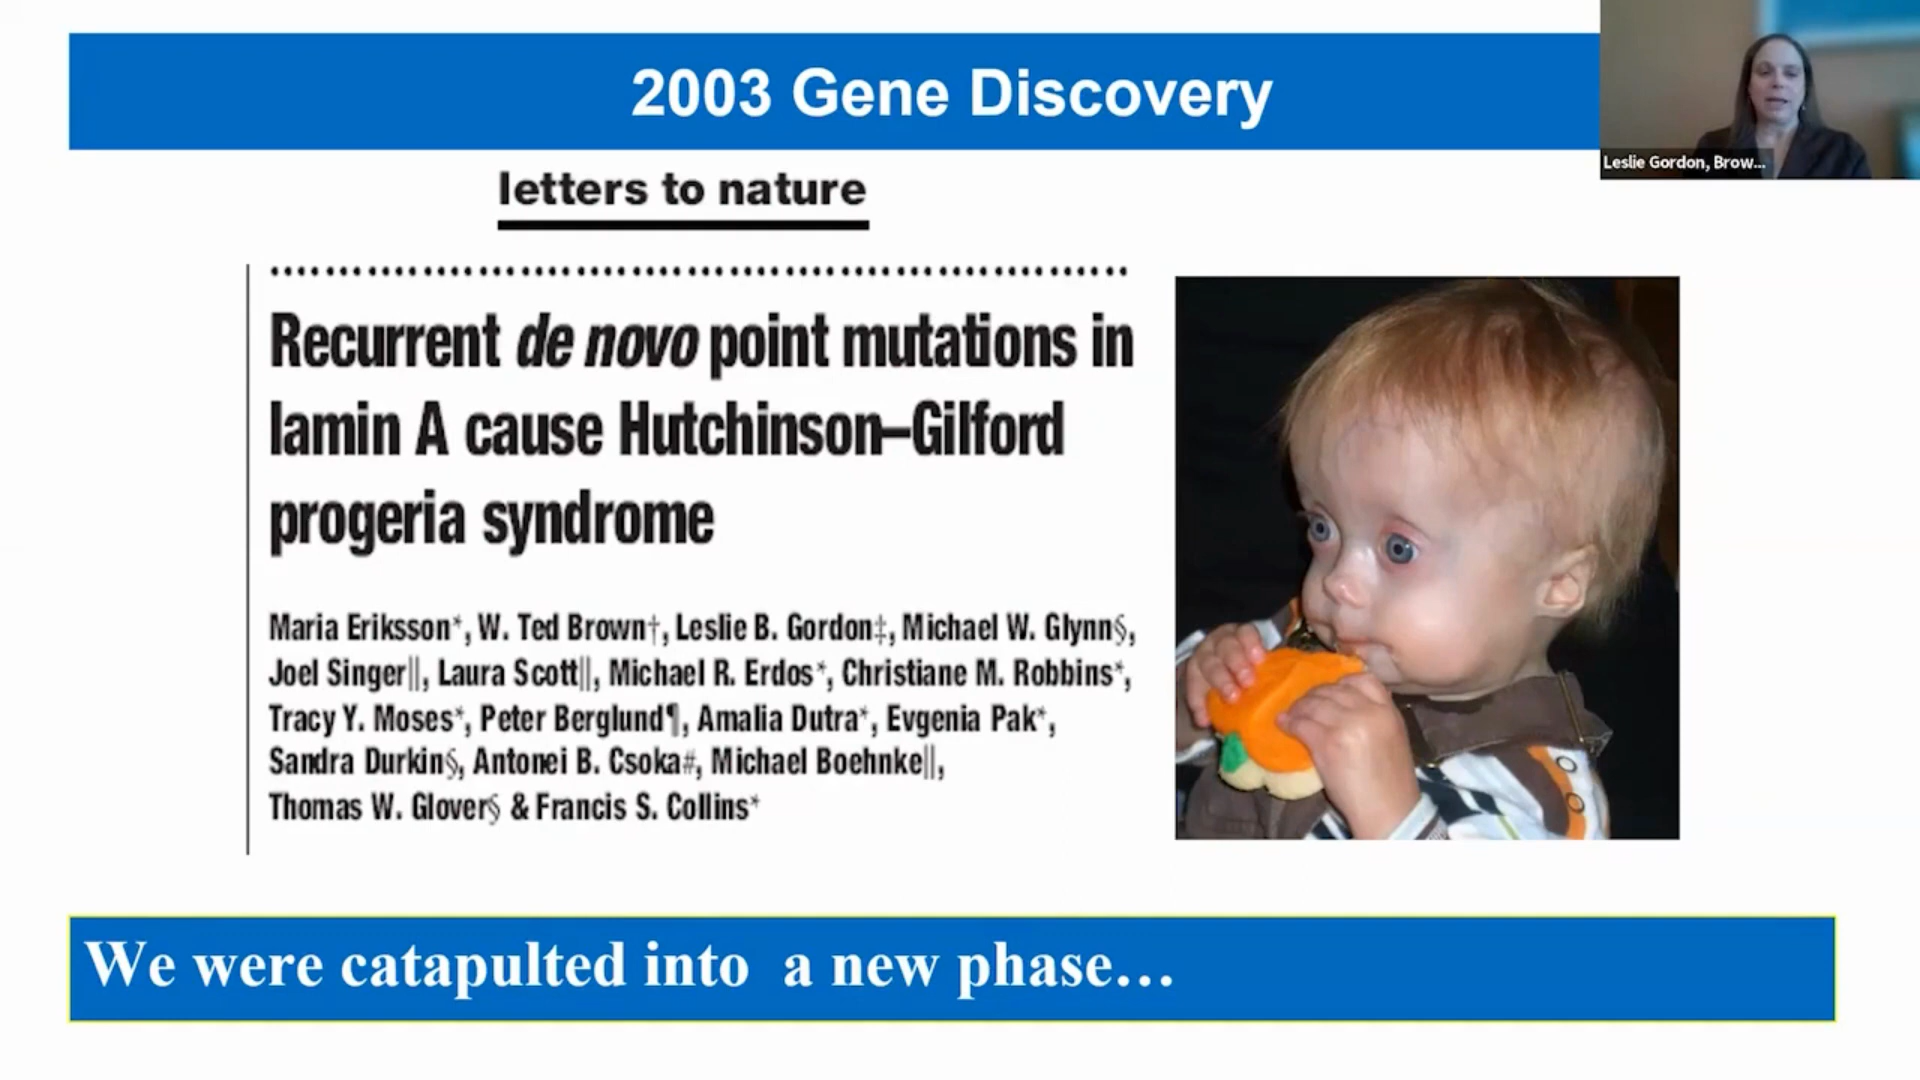 2003 Gene Discovery
Leslie Gordon, Brow...
letters to nature
Recurrent de novo point mutations in
lamin A cause Hutchinson–Gilford
progeria syndrome
Maria Eriksson*, W. Ted Brown†, Leslie B. Gordon‡, Michael W. Glynn§,
Joel Singer||, Laura Scott||, Michael R. Erdos*, Christiane M. Robbins*,
Tracy Y. Moses*, Peter Berglund¶, Amalia Dutra*, Evgenia Pak*,
Sandra Durkin§, Antonei B. Csoka#, Michael Boehnke||,
Thomas W. Glover§ & Francis S. Collins*
We were catapulted into a new phase…